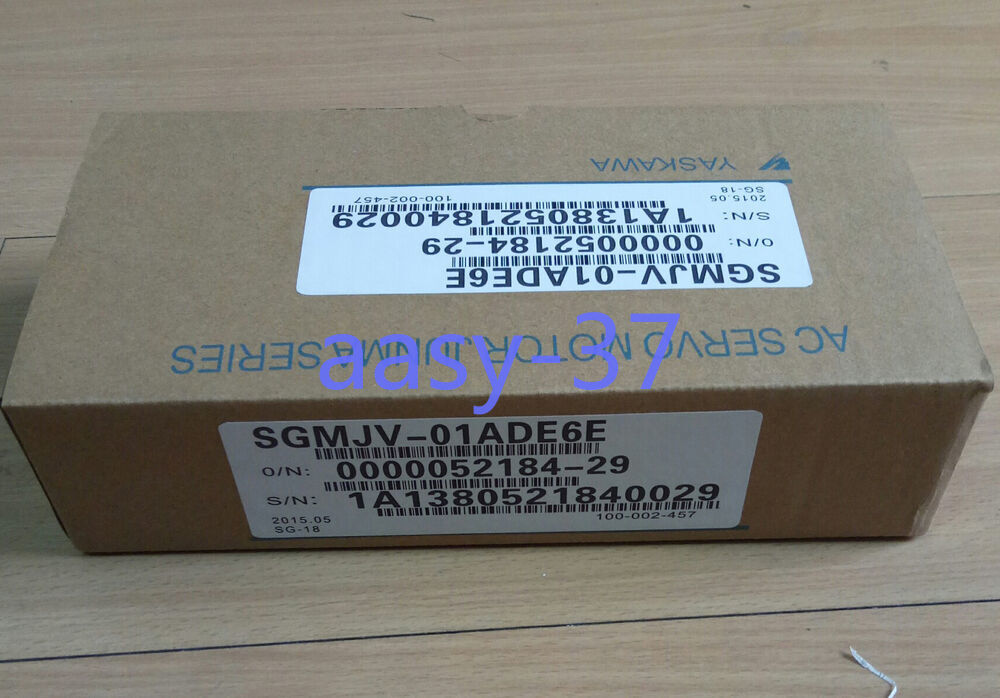 YASKAWA
SGMJV-01ADE6E
O/N: 0000052184-29
S/N: 1A1380521840029
2015.05
SG-18
100-002-457
AC SERVO MOTOR JUNMA SERIES
aasy-37
SGMJV-01ADE6E
O/N: 0000052184-29
S/N: 1A1380521840029
2015.05
SG-18
100-002-457